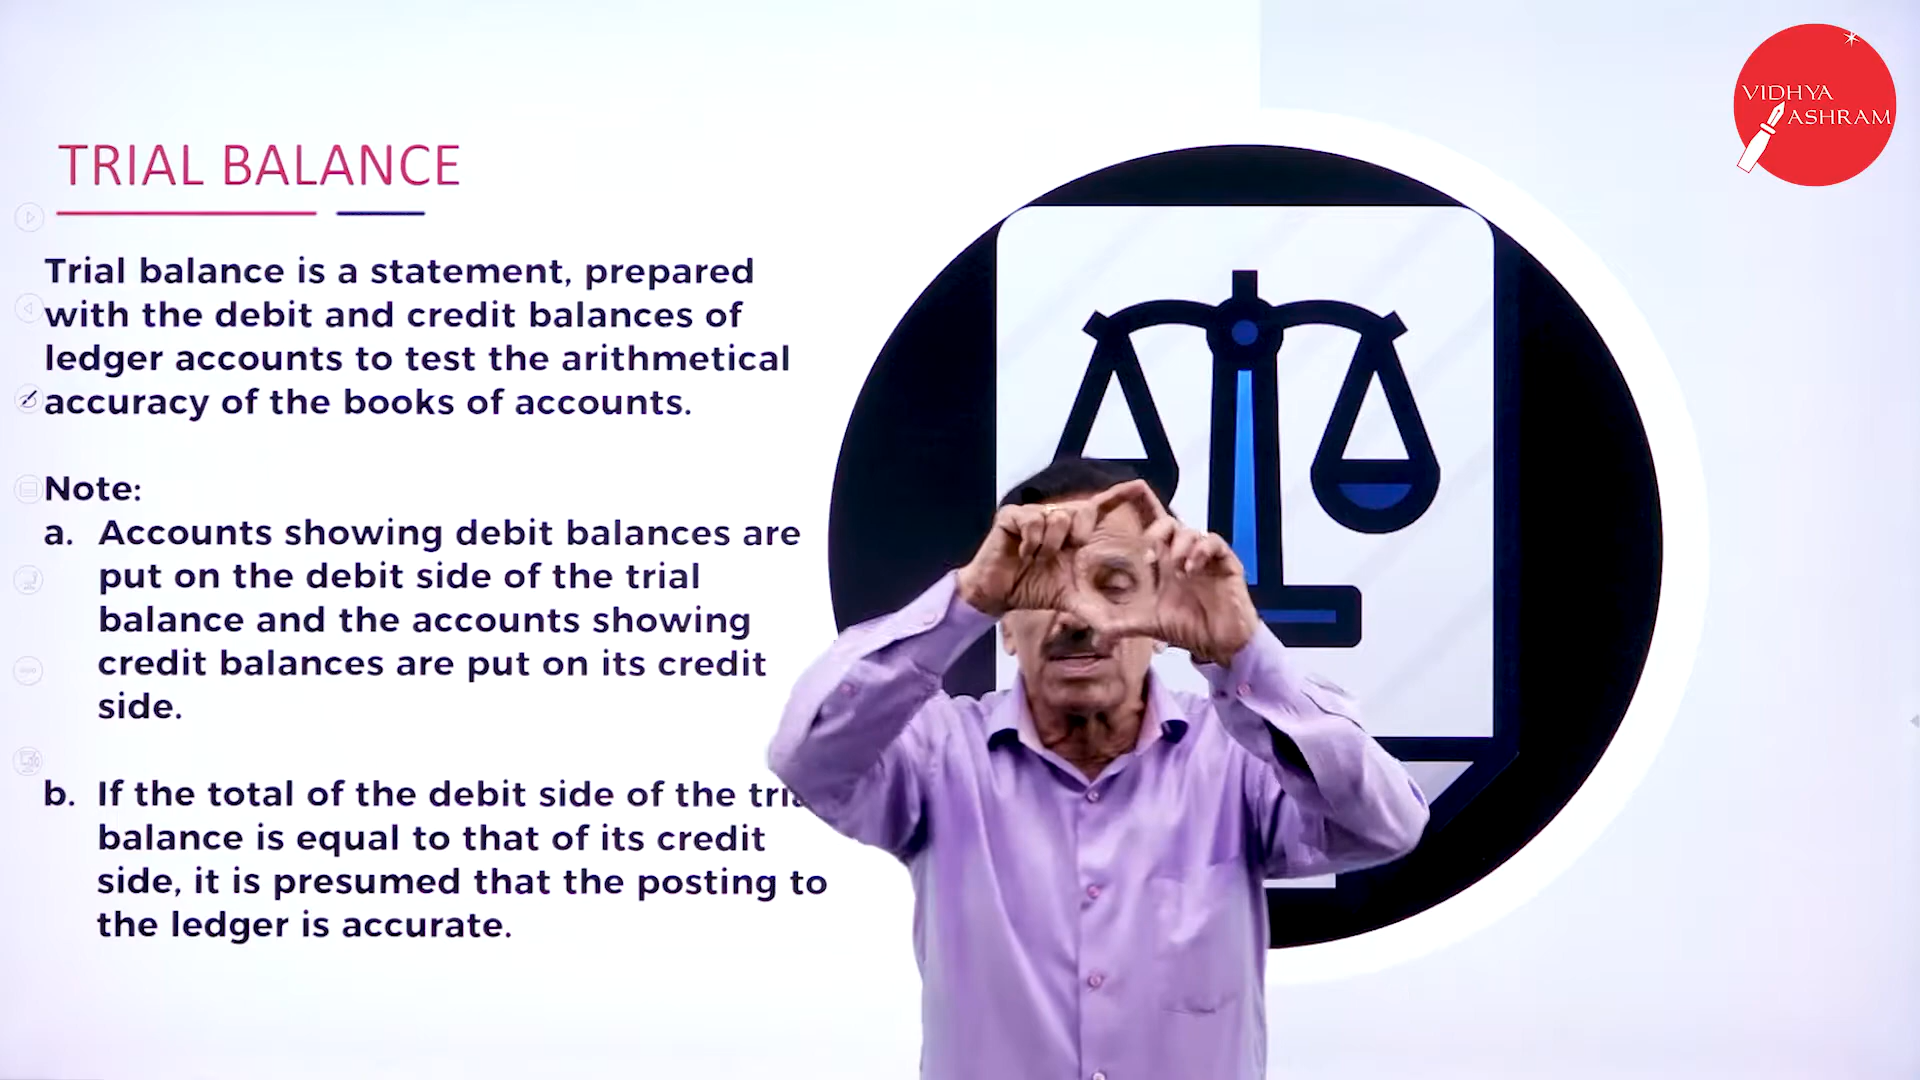 VIDHYA
ASHRAM
TRIAL BALANCE
Trial balance is a statement, prepared
with the debit and credit balances of
ledger accounts to test the arithmetical
accuracy of the books of accounts.
Note:
a. Accounts showing debit balances are
put on the debit side of the trial
balance and the accounts showing
credit balances are put on its credit
side.
b. If the total of the debit side of the
balance is equal to that of its credit
side, it is presumed that the posting to
the ledger is accurate.